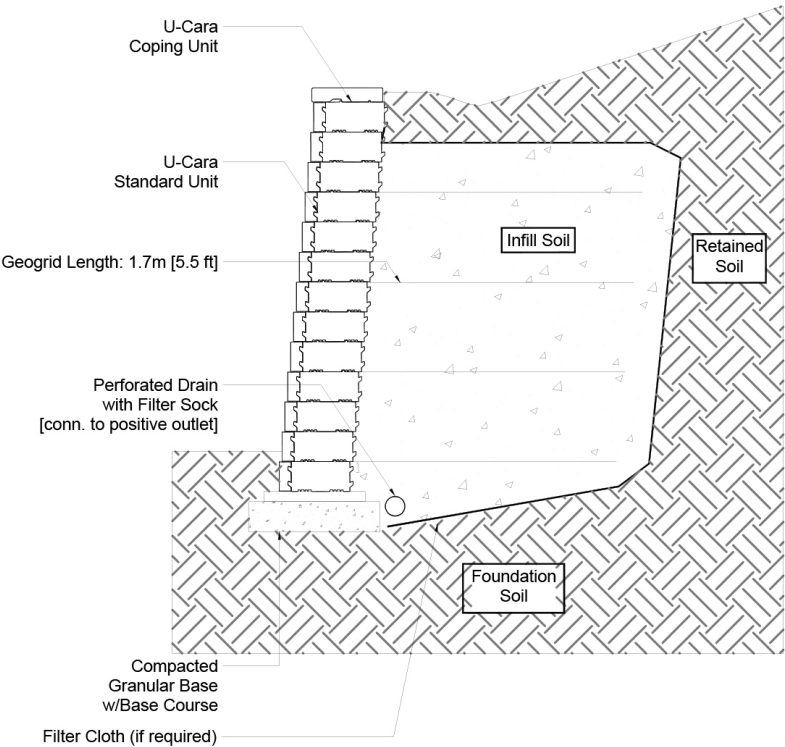 U-Cara
Coping Unit
U-Cara
Standard Unit
Infill Soil
Retained
Soil
Geogrid Length: 1.7m [5.5 ft]
Perforated Drain
with Filter Sock
[conn. to positive outlet]
Foundation
Soil
Compacted
Granular Base
w/Base Course
Filter Cloth (if required)